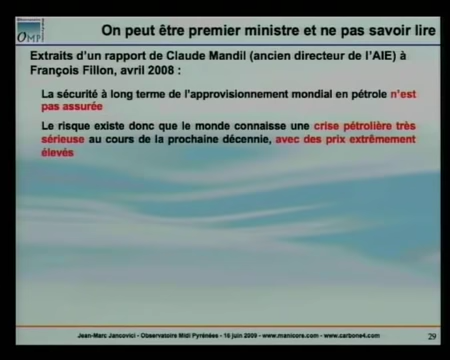 OMP
On peut être premier ministre et ne pas savoir lire
Extraits d'un rapport de Claude Mandil (ancien directeur de l'AIE) à
François Fillon, avril 2008 :
La sécurité à long terme de l'approvisionnement mondial en pétrole n'est
pas assurée
Le risque existe donc que le monde connaisse une crise pétrolière très
sérieuse au cours de la prochaine décennie, avec des prix extrêmement
élevés
Jean-Marc Jancovici - Observatoire Midi Pyrénées - 16 juin 2009 - www.manicore.com - www.carbone4.com
29